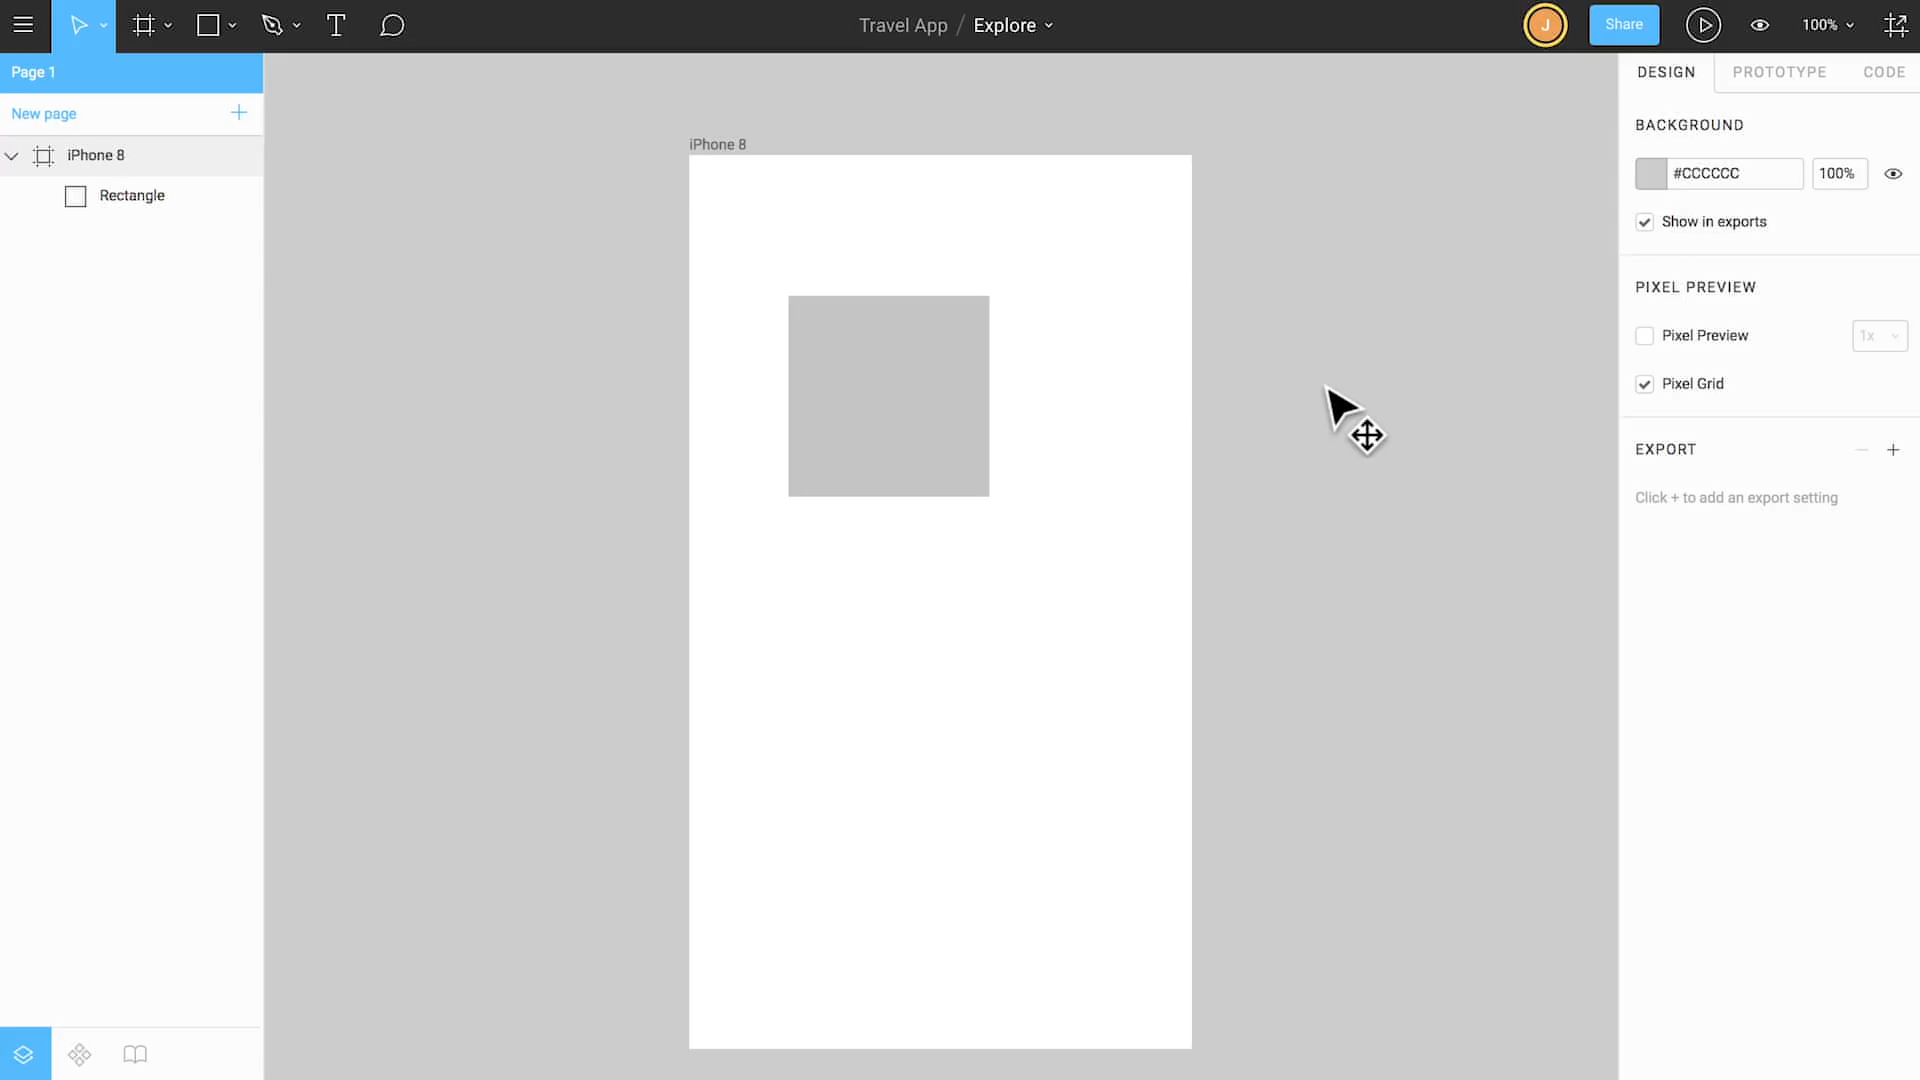 Travel App / Explore
J
Share
100%
Page 1
New page
iPhone 8
Rectangle
iPhone 8
DESIGN PROTOTYPE CODE
BACKGROUND
#CCCCCC 100%
Show in exports
PIXEL PREVIEW
Pixel Preview 1x
Pixel Grid
EXPORT
Click + to add an export setting